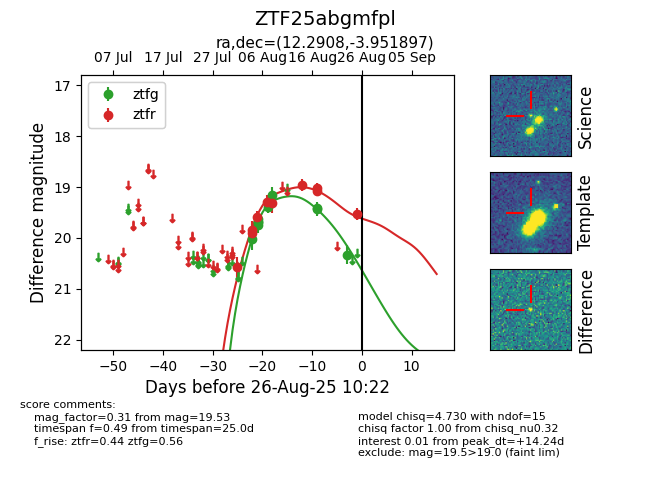 ZTF25abgmfpl
ra,dec=(12.2908,-3.951897)
07 Jul 17 Jul 27 Jul 06 Aug 16 Aug 26 Aug 05 Sep
ztfg
ztfr
17
18
19
20
21
22
Difference magnitude
−50 −40 −30 −20 −10 0 10
Days before 26-Aug-25 10:22
Science
Template
Difference
score comments:
mag_factor=0.31 from mag=19.53
timespan f=0.49 from timespan=25.0d
f_rise: ztfr=0.44 ztfg=0.56
model chisq=4.730 with ndof=15
chisq factor 1.00 from chisq_nu0.32
interest 0.01 from peak_dt=+14.24d
exclude: mag=19.5>19.0 (faint lim)